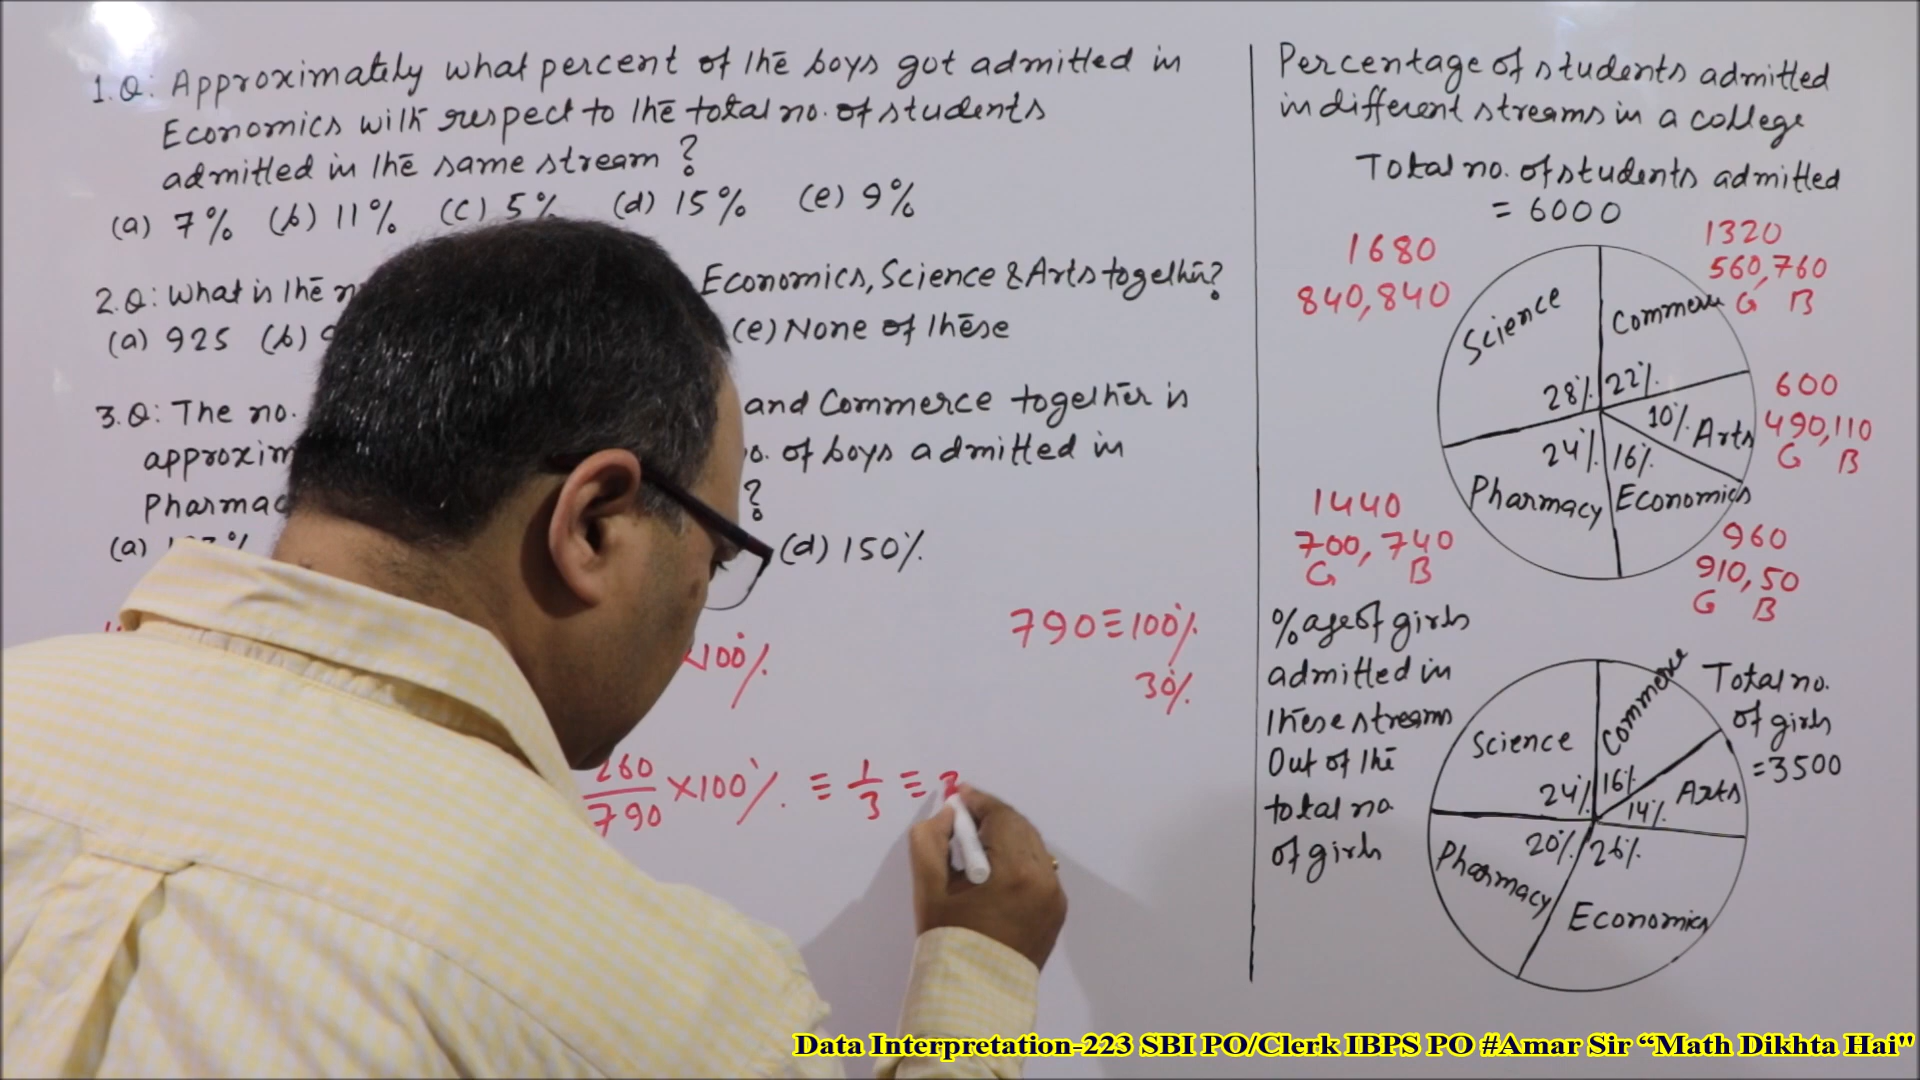 1.Q: Approximately what percent of the boys got admitted in
Economics with respect to the total no. of students
admitted in the same stream ?
(a) 7% (b) 11% (c) 5% (d) 15% (e) 9%
2.Q: What is the Economics, Science & Arts together?
(a) 925 (b) (e) None of these
3.Q: The no. and Commerce together is
no. of boys admitted in
?
(a) (d) 150%
×100%
790≡100%
30%
260/790 ×100% ≡ 1/3 ≡
Percentage of students admitted
in different streams in a college
Total no. of students admitted
= 6000
1680
840,840
1320
560,760
G B
Science
Commerce
28% 22%
600
490,110
G B
10% Arts
24% 16%
Pharmacy Economics
1440
700, 740
G B
960
910,50
G B
%age of girls
admitted in
these streams
Out of the
total no
of girls
Total no.
of girls
=3500
Science
Commerce
24% 16%
14% Arts
20% 26%
Pharmacy
Economics
Data Interpretation-223 SBI PO/Clerk IBPS PO #Amar Sir “Math Dikhta Hai"